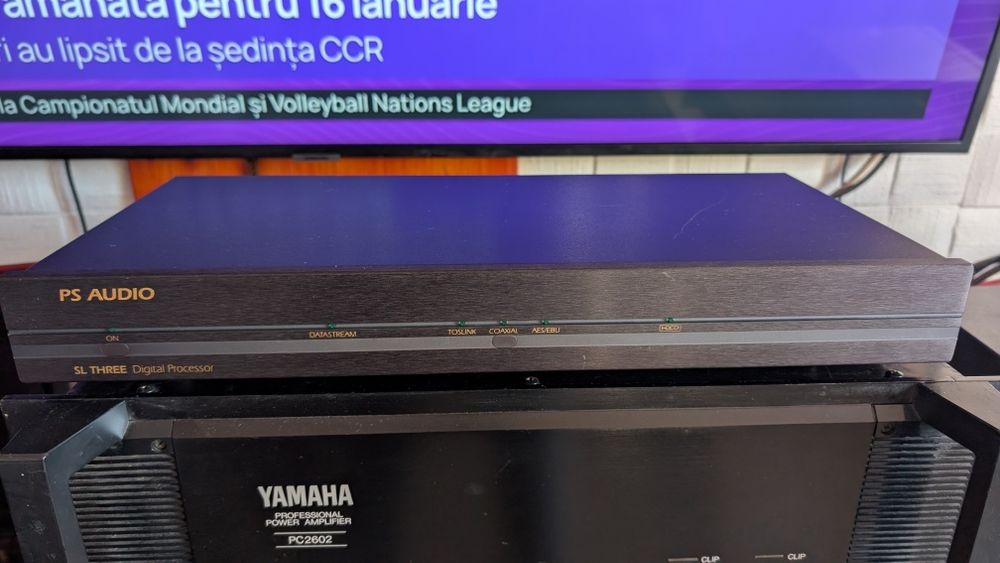 amânată pentru 16 ianuarie
i au lipsit de la ședința CCR
la Campionatul Mondial și Volleyball Nations League
PS AUDIO
ON
DATASTREAM
TOSLINK COAXIAL AES/EBU
HDCD
SL THREE Digital Processor
YAMAHA
PROFESSIONAL
POWER AMPLIFIER
PC2602
CLIP CLIP